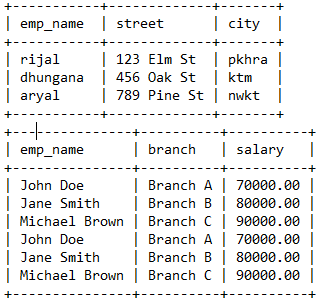 +----------+-------------+-------+
| emp_name | street      | city  |
+----------+-------------+-------+
| rijal    | 123 Elm St  | pkhra |
| dhungana | 456 Oak St  | ktm   |
| aryal    | 789 Pine St | nwkt  |
+----------+-------------+-------+
+---------------+----------+----------+
| emp_name      | branch   | salary   |
+---------------+----------+----------+
| John Doe      | Branch A | 70000.00 |
| Jane Smith    | Branch B | 80000.00 |
| Michael Brown | Branch C | 90000.00 |
| John Doe      | Branch A | 70000.00 |
| Jane Smith    | Branch B | 80000.00 |
| Michael Brown | Branch C | 90000.00 |
+---------------+----------+----------+